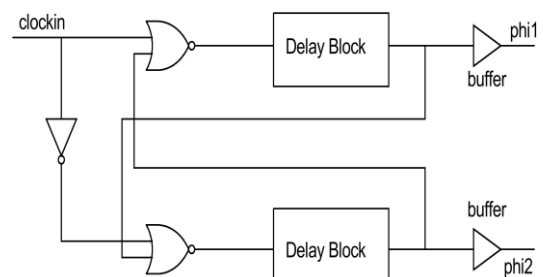 clockin
Delay Block
phi1
buffer
buffer
Delay Block
phi2